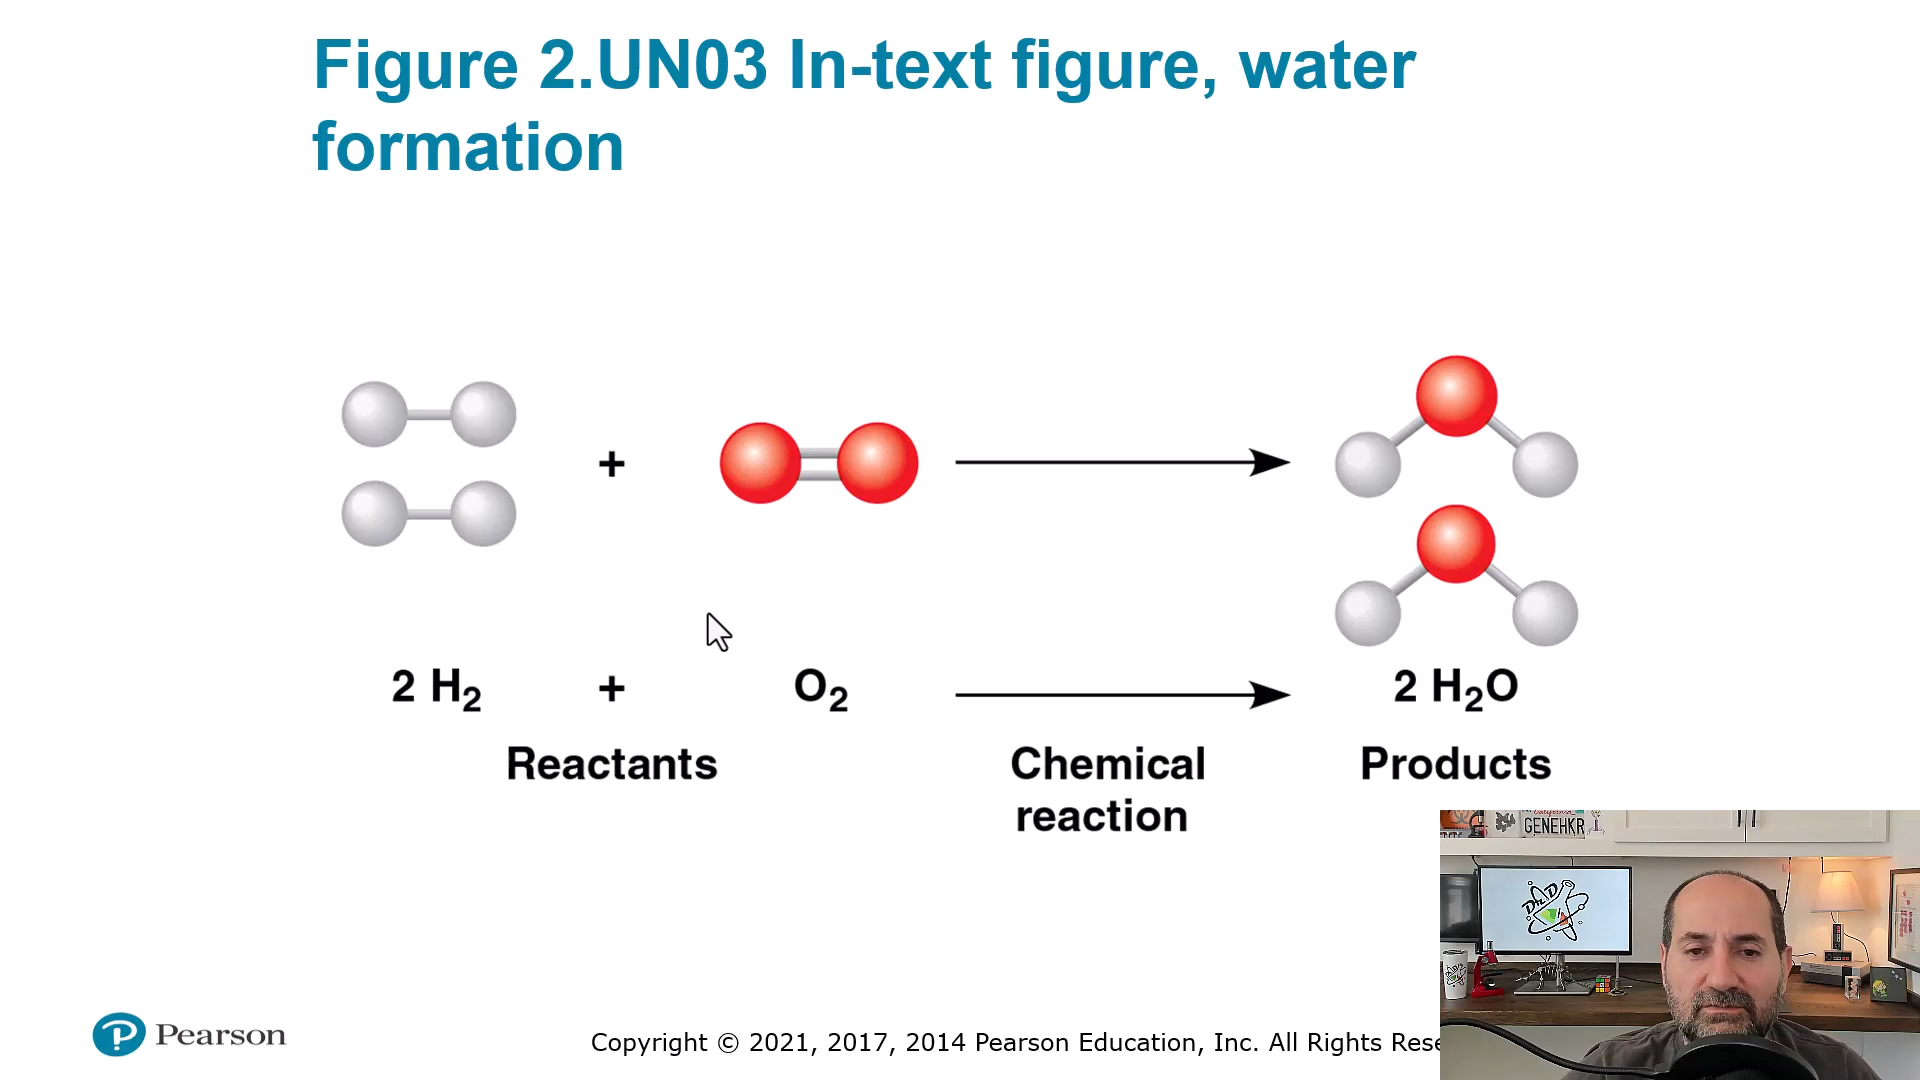 Figure 2.UN03 In-text figure, water
formation
+
2 H₂ + O₂ 2 H₂O
Reactants
Chemical
reaction
Products
GENEHKR
Dr. D
Pearson
Copyright © 2021, 2017, 2014 Pearson Education, Inc. All Rights Rese